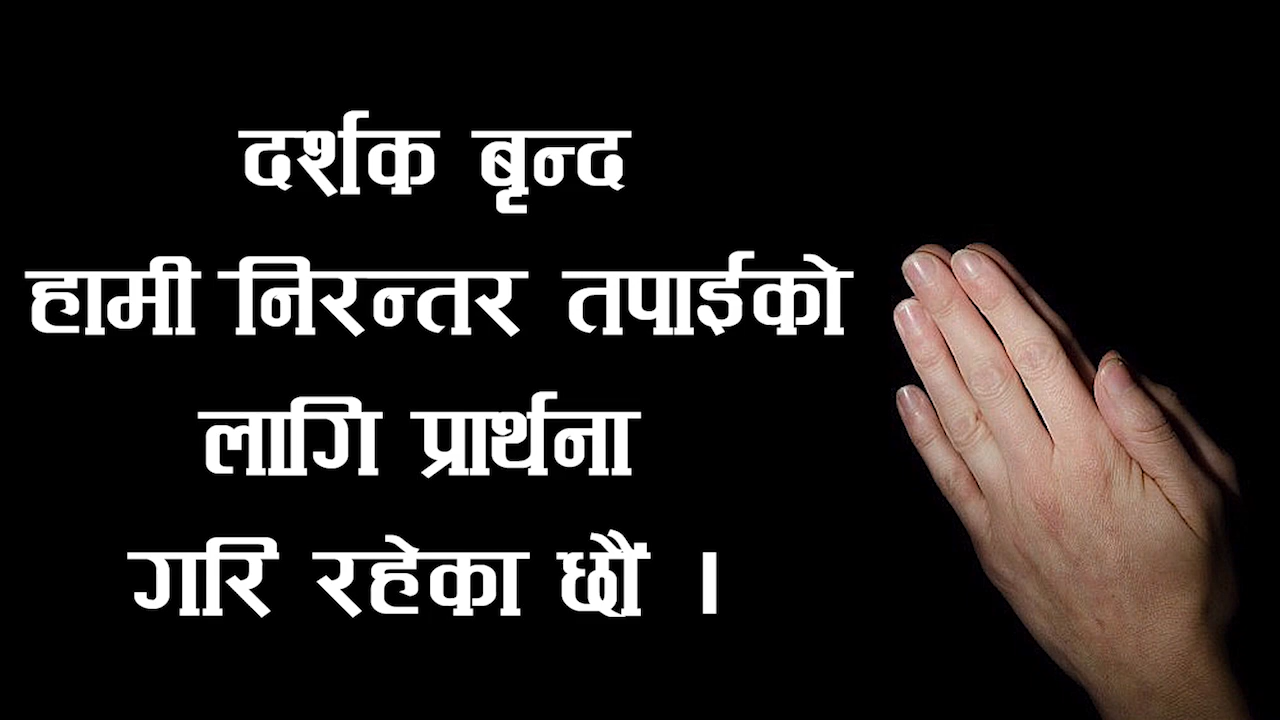 दर्शक बृन्द
हामी निरन्तर तपाईको
लागि प्रार्थना
गरि रहेका छौं ।